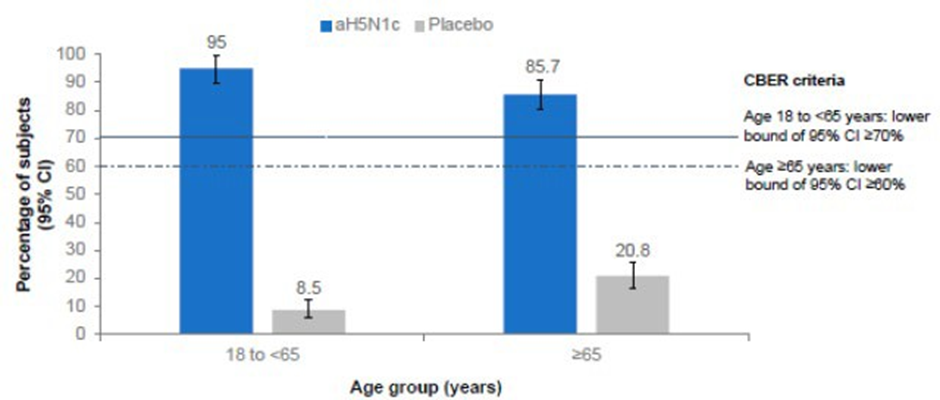 aH5N1c Placebo
Percentage of subjects
(95% CI)
100
90
80
70
60
50
40
30
20
10
0
95
8.5
85.7
20.8
18 to <65
≥65
Age group (years)
CBER criteria
Age 18 to <65 years: lower
bound of 95% CI ≥70%
Age ≥65 years: lower
bound of 95% CI ≥60%